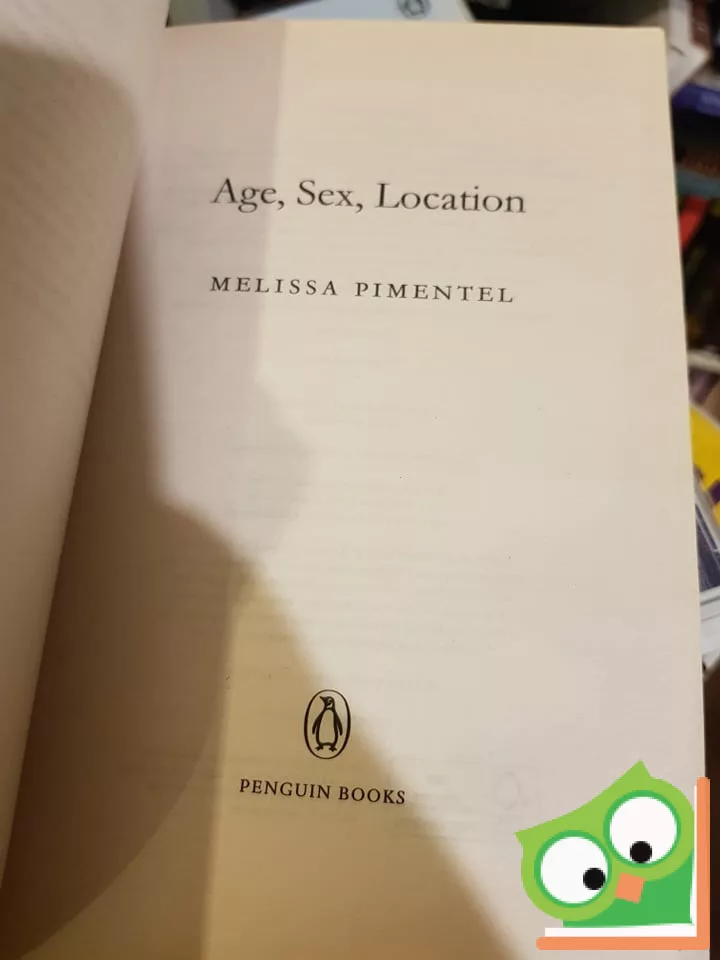 Age, Sex, Location
MELISSA PIMENTEL
PENGUIN BOOKS